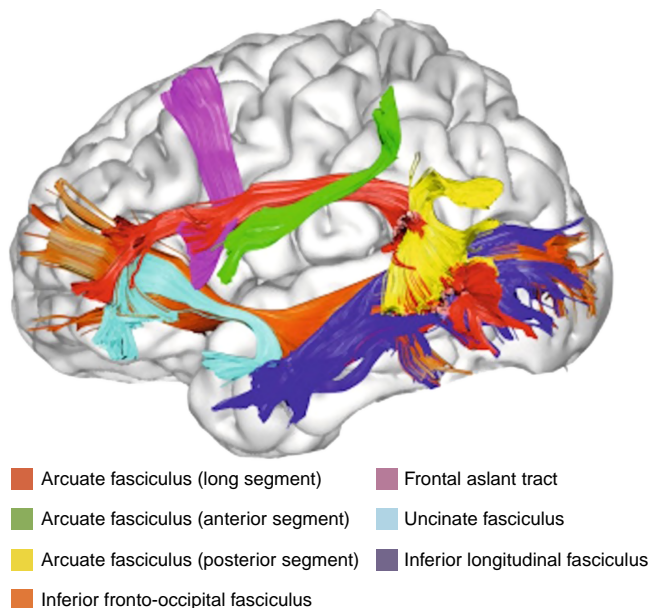 Arcuate fasciculus (long segment)
Arcuate fasciculus (anterior segment)
Arcuate fasciculus (posterior segment)
Inferior fronto-occipital fasciculus
Frontal aslant tract
Uncinate fasciculus
Inferior longitudinal fasciculus